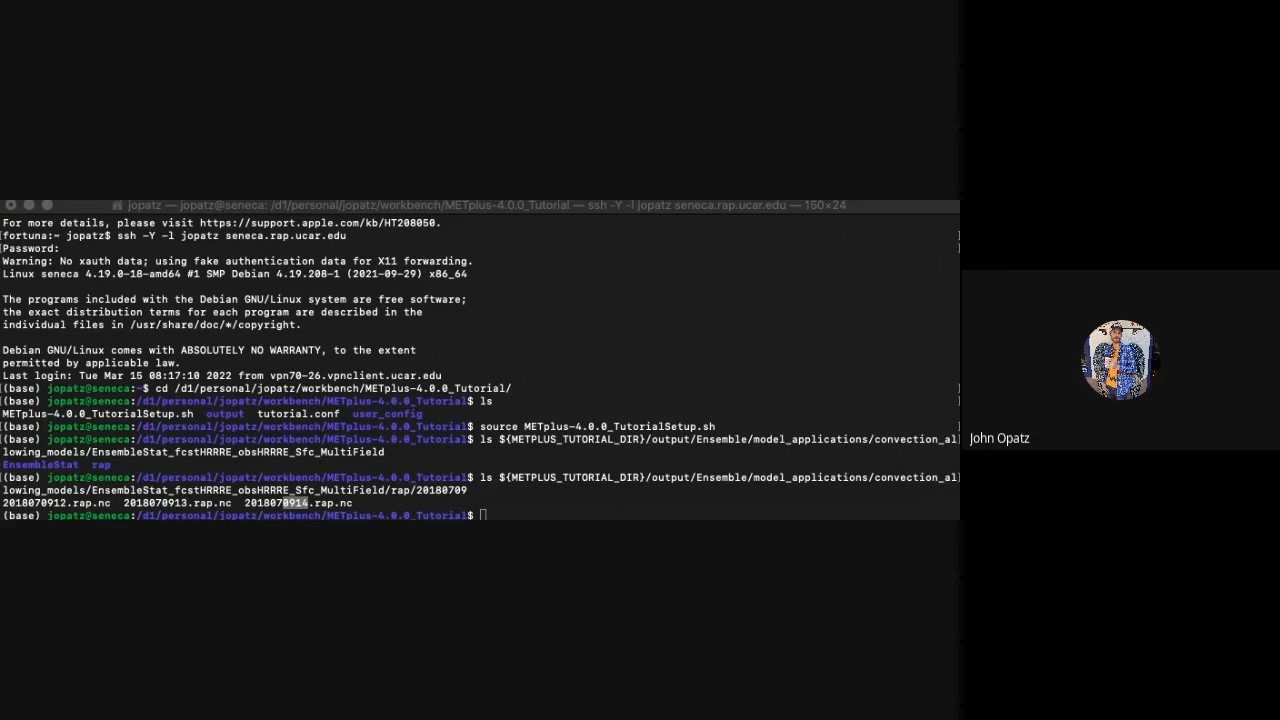 jopatz — jopatz@seneca: /d1/personal/jopatz/workbench/METplus-4.0.0_Tutorial — ssh -Y -l jopatz seneca.rap.ucar.edu — 150×24
For more details, please visit https://support.apple.com/kb/HT208050.
[fortuna:~ jopatz$ ssh -Y -l jopatz seneca.rap.ucar.edu ]
[Password: ]
Warning: No xauth data; using fake authentication data for X11 forwarding.
Linux seneca 4.19.0-18-amd64 #1 SMP Debian 4.19.208-1 (2021-09-29) x86_64
The programs included with the Debian GNU/Linux system are free software;
the exact distribution terms for each program are described in the
individual files in /usr/share/doc/*/copyright.
Debian GNU/Linux comes with ABSOLUTELY NO WARRANTY, to the extent
permitted by applicable law.
Last login: Tue Mar 15 08:17:10 2022 from vpn70-26.vpnclient.ucar.edu
[(base) jopatz@seneca:~$ cd /d1/personal/jopatz/workbench/METplus-4.0.0_Tutorial/ ]
[(base) jopatz@seneca:/d1/personal/jopatz/workbench/METplus-4.0.0_Tutorial$ ls ]
METplus-4.0.0_TutorialSetup.sh output tutorial.conf user_config
[(base) jopatz@seneca:/d1/personal/jopatz/workbench/METplus-4.0.0_Tutorial$ source METplus-4.0.0_TutorialSetup.sh ]
[(base) jopatz@seneca:/d1/personal/jopatz/workbench/METplus-4.0.0_Tutorial$ ls ${METPLUS_TUTORIAL_DIR}/output/Ensemble/model_applications/convection_al]
lowing_models/EnsembleStat_fcstHRRRE_obsHRRRE_Sfc_MultiField
EnsembleStat rap
[(base) jopatz@seneca:/d1/personal/jopatz/workbench/METplus-4.0.0_Tutorial$ ls ${METPLUS_TUTORIAL_DIR}/output/Ensemble/model_applications/convection_al]
lowing_models/EnsembleStat_fcstHRRRE_obsHRRRE_Sfc_MultiField/rap/20180709
2018070912.rap.nc 2018070913.rap.nc 2018070914.rap.nc
(base) jopatz@seneca:/d1/personal/jopatz/workbench/METplus-4.0.0_Tutorial$
John Opatz